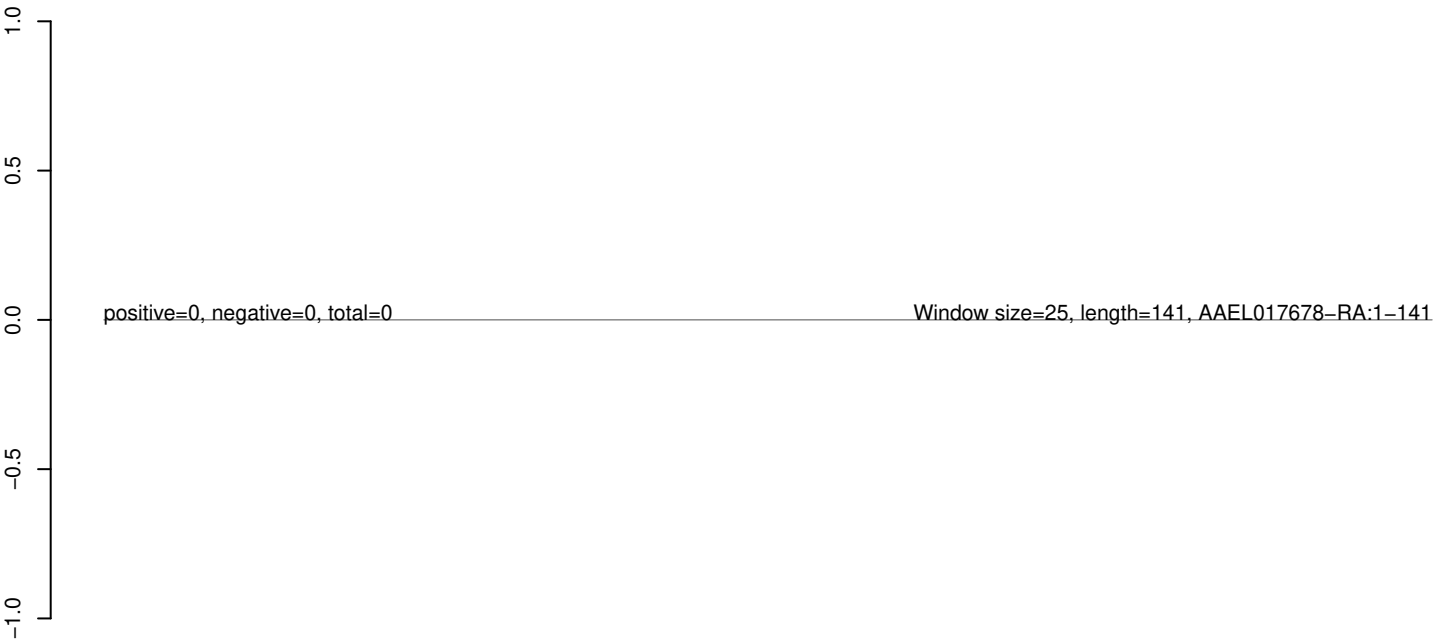 1.0
0.5
0.0
−0.5
−1.0
positive=0, negative=0, total=0
Window size=25, length=141, AAEL017678−RA:1−141